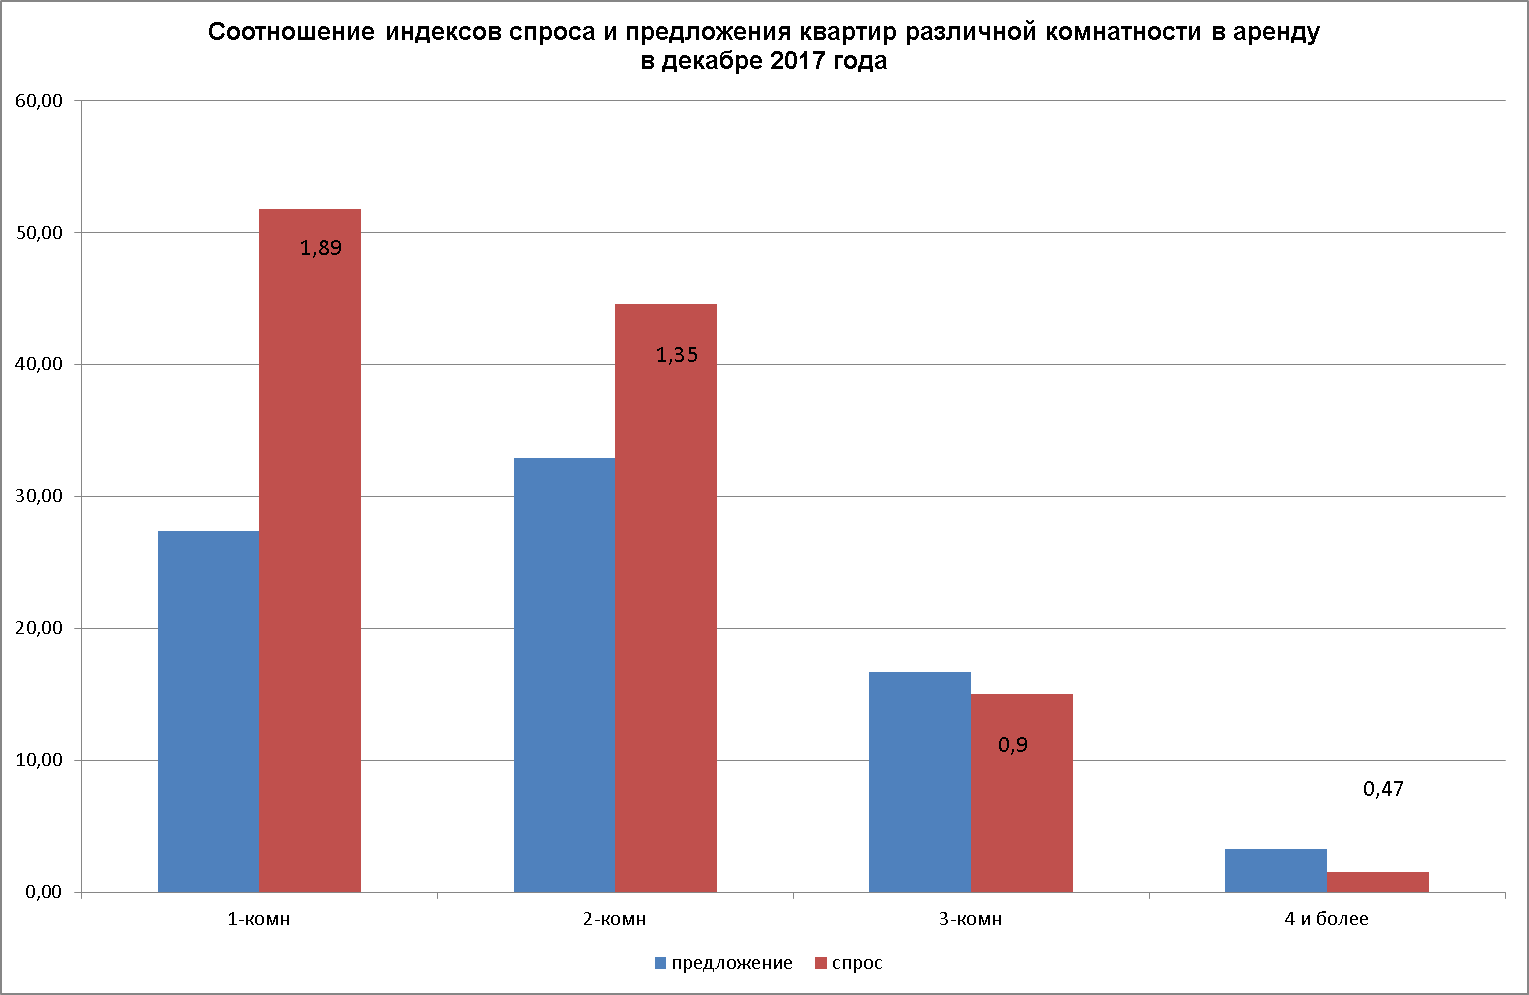 Соотношение индексов спроса и предложения квартир различной комнатности в аренду
в декабре 2017 года
60,00
50,00
40,00
30,00
20,00
10,00
0,00
1,89
1,35
0,9
0,47
1-комн
2-комн
3-комн
4 и более
предложение
спрос